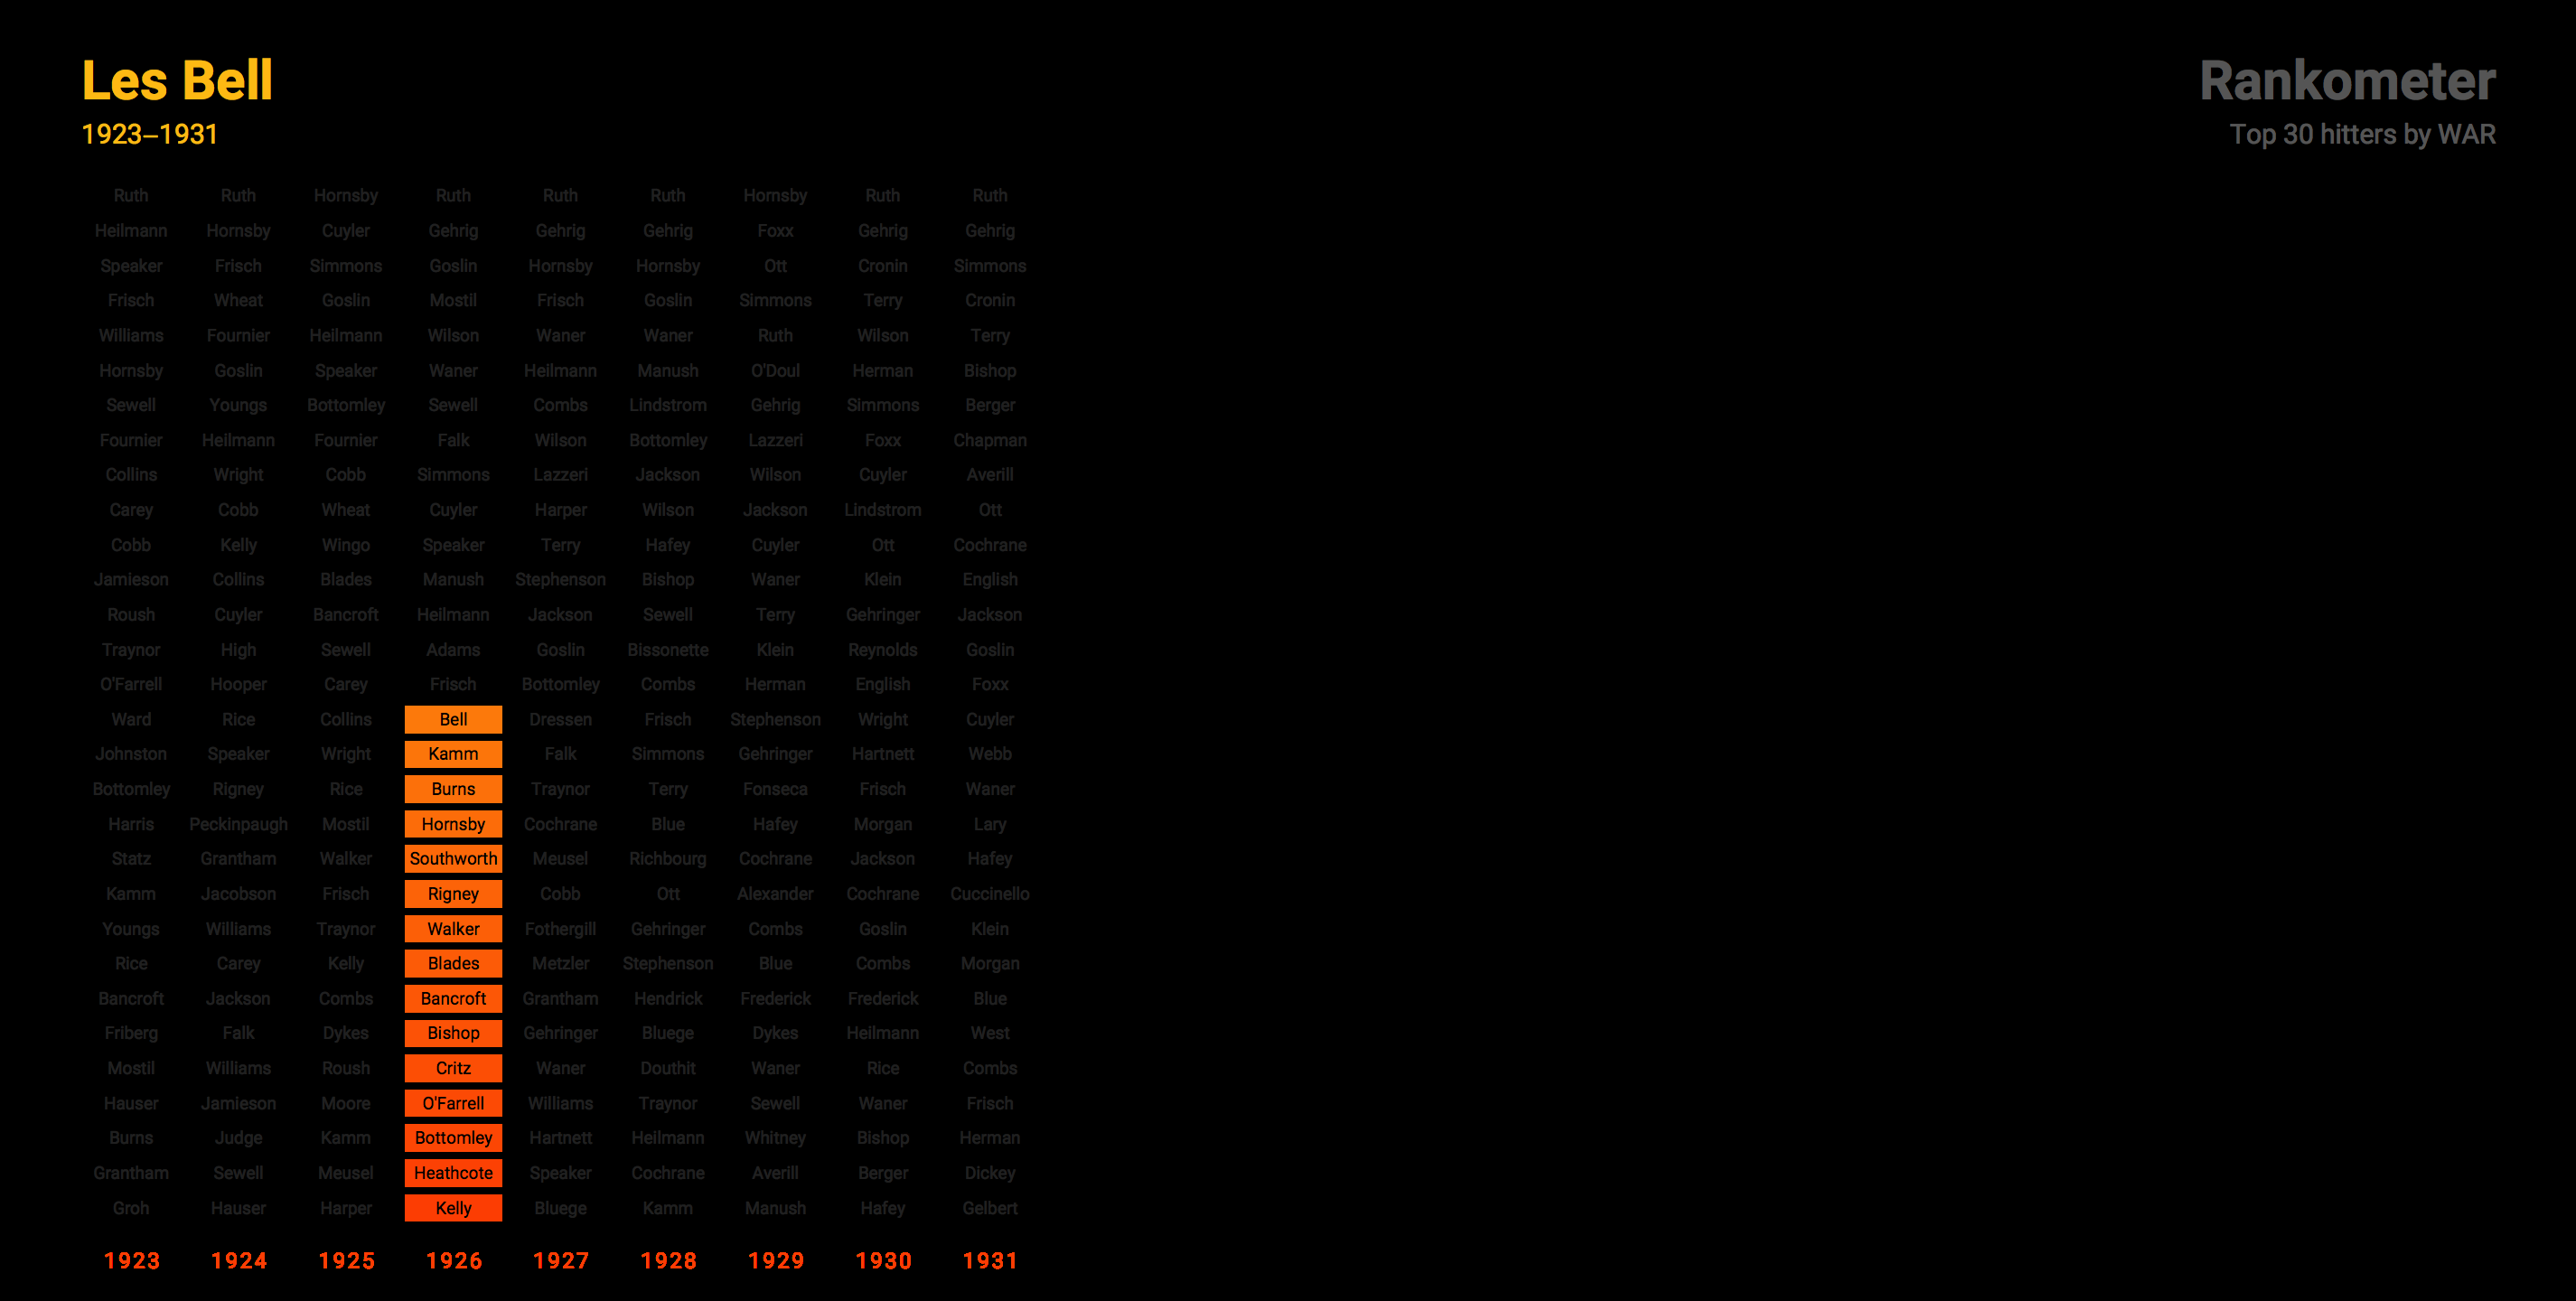 Les Bell
1923–1931
Rankometer
Top 30 hitters by WAR
Ruth Ruth Hornsby Ruth Ruth Ruth Hornsby Ruth Ruth
Heilmann Hornsby Cuyler Gehrig Gehrig Gehrig Foxx Gehrig Gehrig
Speaker Frisch Simmons Goslin Hornsby Hornsby Ott Cronin Simmons
Frisch Wheat Goslin Mostil Frisch Goslin Simmons Terry Cronin
Williams Fournier Heilmann Wilson Waner Waner Ruth Wilson Terry
Hornsby Goslin Speaker Waner Heilmann Manush O'Doul Herman Bishop
Sewell Youngs Bottomley Sewell Combs Lindstrom Gehrig Simmons Berger
Fournier Heilmann Fournier Falk Wilson Bottomley Lazzeri Foxx Chapman
Collins Wright Cobb Simmons Lazzeri Jackson Wilson Cuyler Averill
Carey Cobb Wheat Cuyler Harper Wilson Jackson Lindstrom Ott
Cobb Kelly Wingo Speaker Terry Hafey Cuyler Ott Cochrane
Jamieson Collins Blades Manush Stephenson Bishop Waner Klein English
Roush Cuyler Bancroft Heilmann Jackson Sewell Terry Gehringer Jackson
Traynor High Sewell Adams Goslin Bissonette Klein Reynolds Goslin
O'Farrell Hooper Carey Frisch Bottomley Combs Herman English Foxx
Ward Rice Collins Bell Dressen Frisch Stephenson Wright Cuyler
Johnston Speaker Wright Kamm Falk Simmons Gehringer Hartnett Webb
Bottomley Rigney Rice Burns Traynor Terry Fonseca Frisch Waner
Harris Peckinpaugh Mostil Hornsby Cochrane Blue Hafey Morgan Lary
Statz Grantham Walker Southworth Meusel Richbourg Cochrane Jackson Hafey
Kamm Jacobson Frisch Rigney Cobb Ott Alexander Cochrane Cuccinello
Youngs Williams Traynor Walker Fothergill Gehringer Combs Goslin Klein
Rice Carey Kelly Blades Metzler Stephenson Blue Combs Morgan
Bancroft Jackson Combs Bancroft Grantham Hendrick Frederick Frederick Blue
Friberg Falk Dykes Bishop Gehringer Bluege Dykes Heilmann West
Mostil Williams Roush Critz Waner Douthit Waner Rice Combs
Hauser Jamieson Moore O'Farrell Williams Traynor Sewell Waner Frisch
Burns Judge Kamm Bottomley Hartnett Heilmann Whitney Bishop Herman
Grantham Sewell Meusel Heathcote Speaker Cochrane Averill Berger Dickey
Groh Hauser Harper Kelly Bluege Kamm Manush Hafey Gelbert
1923 1924 1925 1926 1927 1928 1929 1930 1931